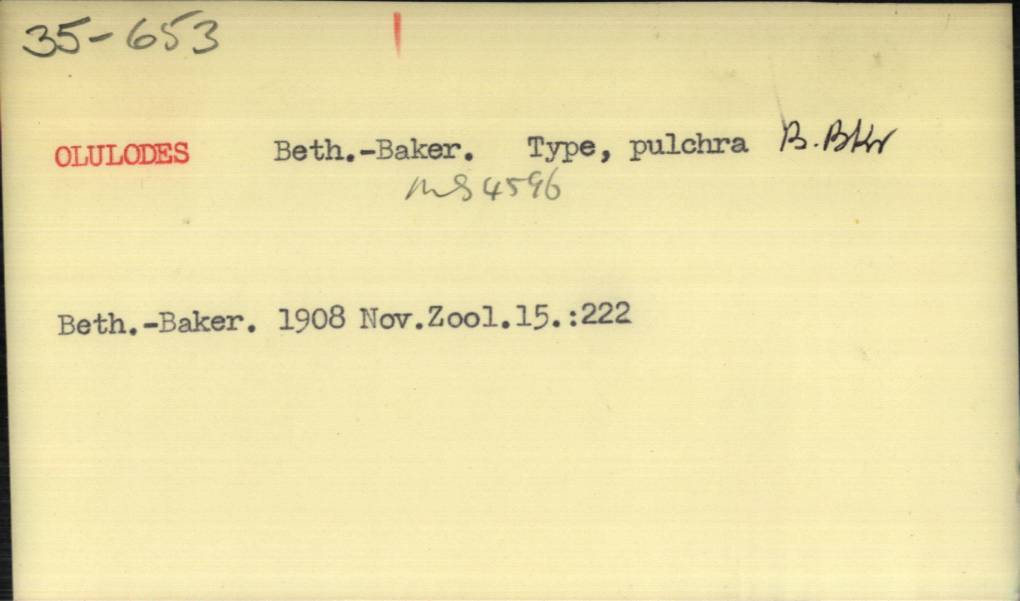 35-653
OLULODES Beth.-Baker. Type, pulchra B. Bkr
MS 4596
Beth.-Baker. 1908 Nov.Zool.15.:222